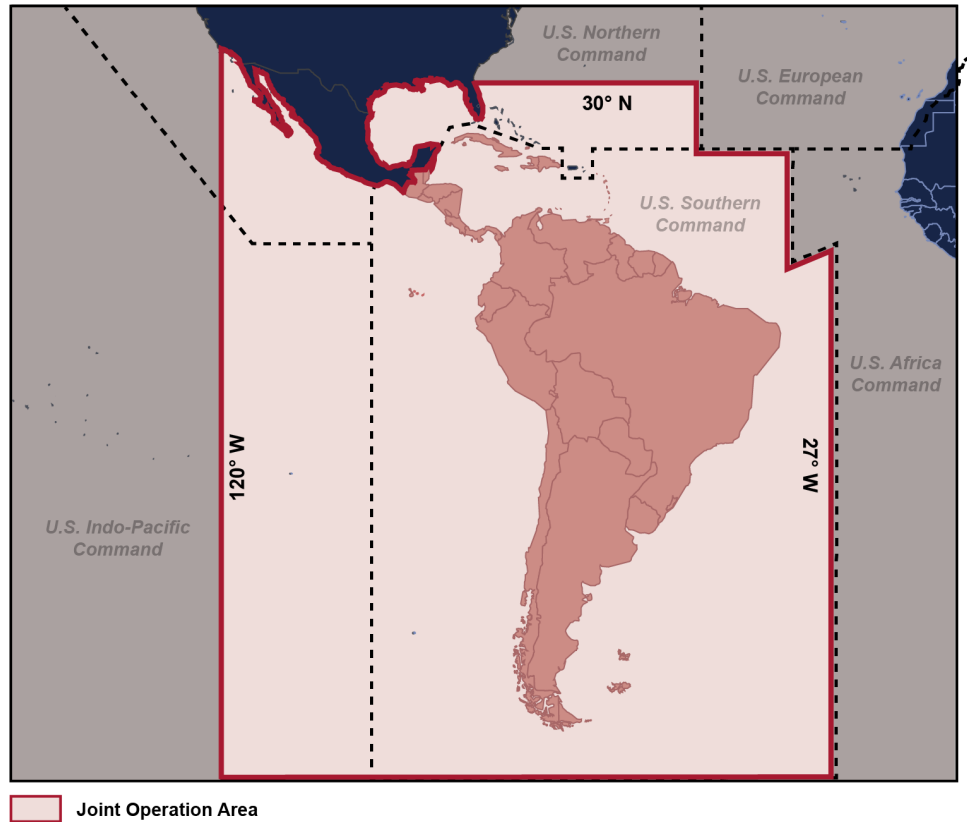 U.S. Northern
Command
U.S. European
Command
30° N
U.S. Southern
Command
U.S. Africa
Command
120° W
27° W
U.S. Indo-Pacific
Command
Joint Operation Area